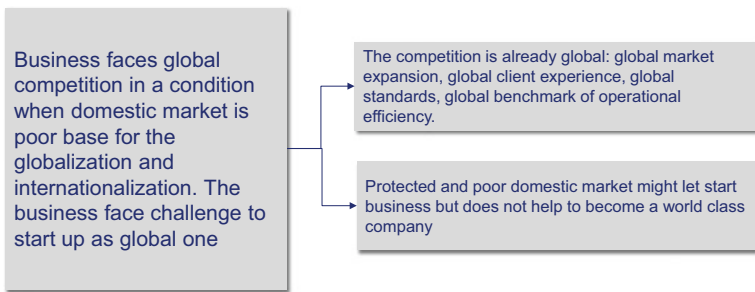 Business faces global
competition in a condition
when domestic market is
poor base for the
globalization and
internationalization. The
business face challenge to
start up as global one
The competition is already global: global market
expansion, global client experience, global
standards, global benchmark of operational
efficiency.
Protected and poor domestic market might let start
business but does not help to become a world class
company